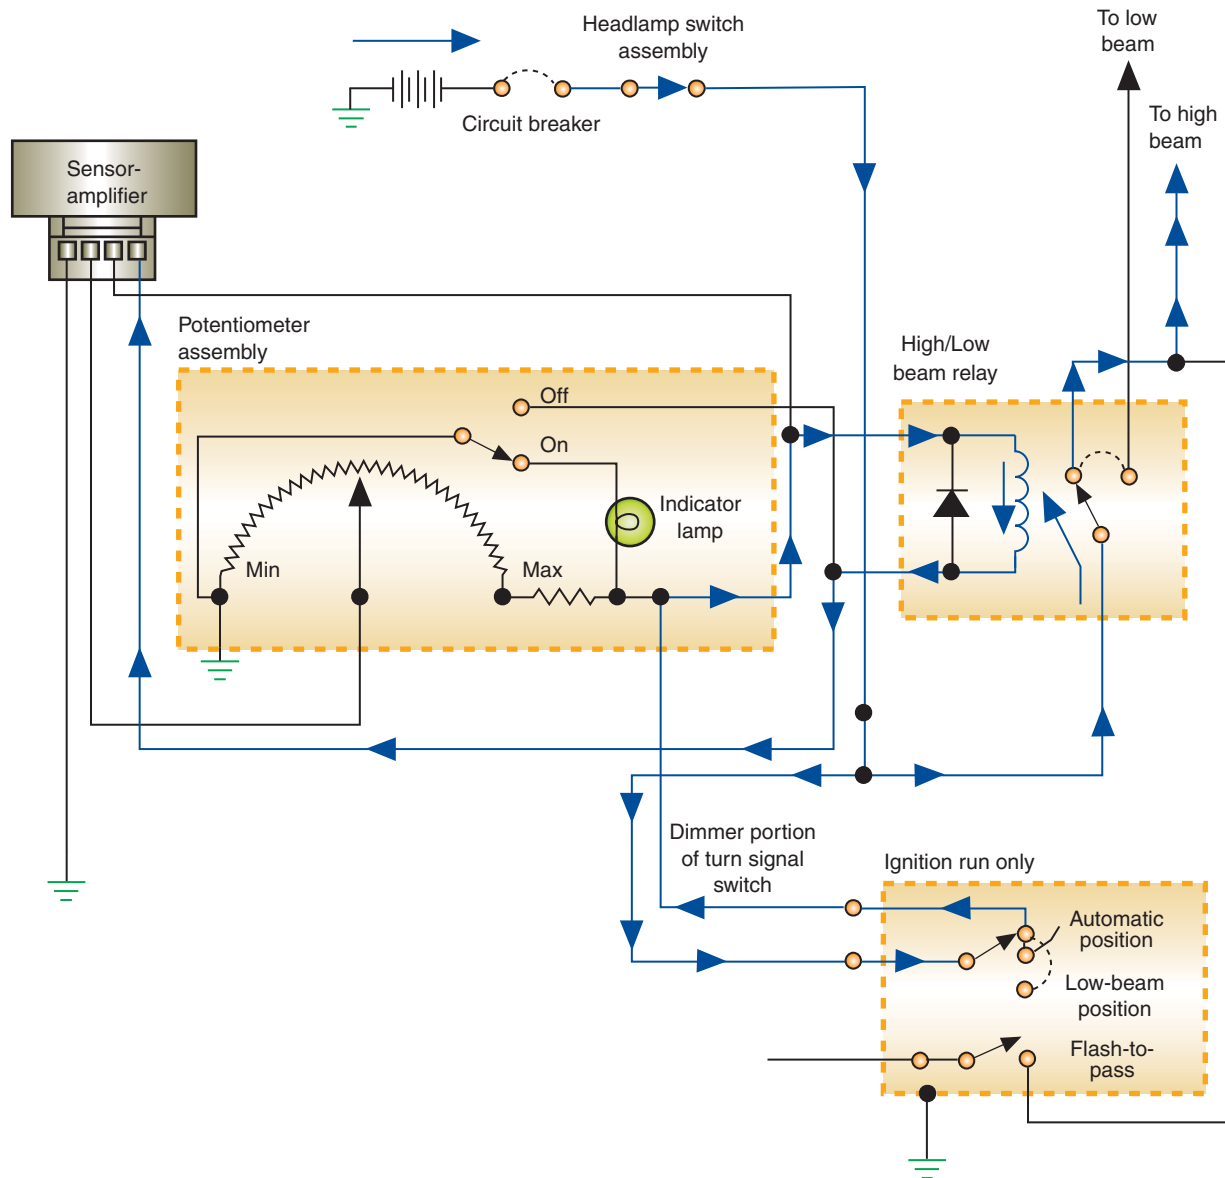 Headlamp switch
assembly
To low
beam
To high
beam
Circuit breaker
Sensor-
amplifier
Potentiometer
assembly
High/Low
beam relay
Off
On
Indicator
lamp
Min
Max
Dimmer portion
of turn signal
switch
Ignition run only
Automatic
position
Low-beam
position
Flash-to-
pass